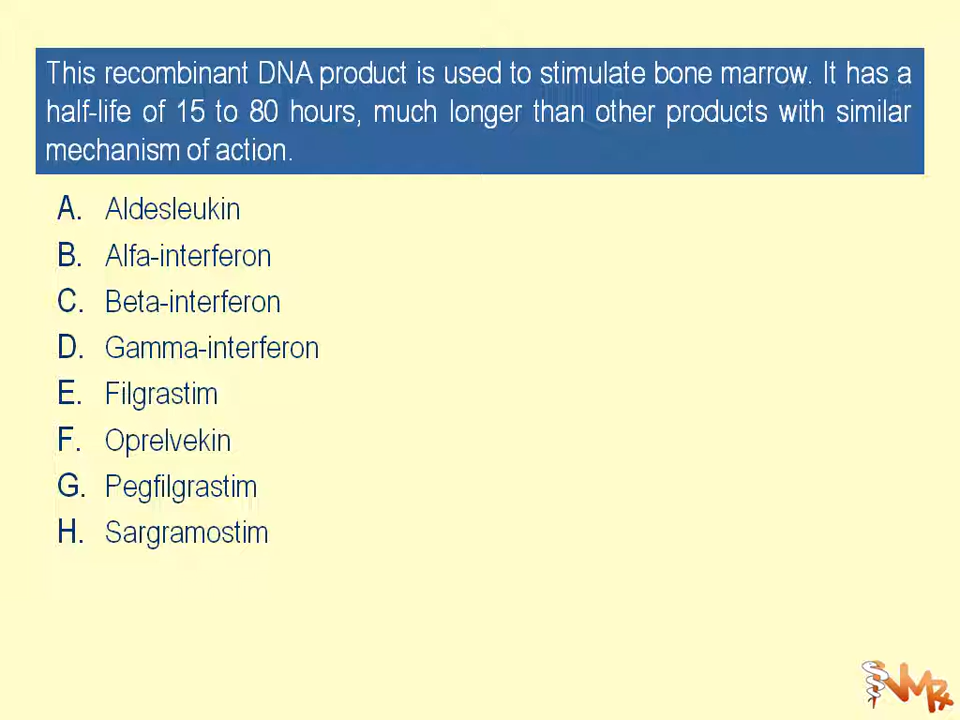 This recombinant DNA product is used to stimulate bone marrow. It has a
half-life of 15 to 80 hours, much longer than other products with similar
mechanism of action.
A. Aldesleukin
B. Alfa-interferon
C. Beta-interferon
D. Gamma-interferon
E. Filgrastim
F. Oprelvekin
G. Pegfilgrastim
H. Sargramostim
VMRx